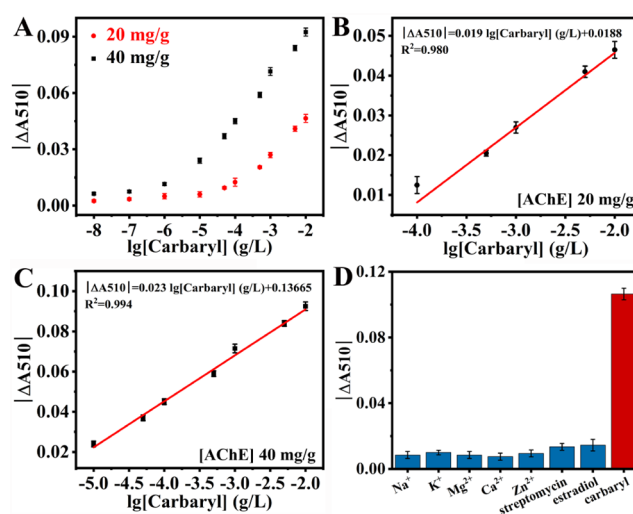 A
20 mg/g
40 mg/g
|ΔA510|
0.09
0.06
0.03
0.00
-8 -7 -6 -5 -4 -3 -2
lg[Carbaryl] (g/L)
B
|ΔA510|=0.019 lg[Carbaryl] (g/L)+0.0188
R²=0.980
|ΔA510|
0.05
0.04
0.03
0.02
0.01
[AChE] 20 mg/g
-4.0 -3.5 -3.0 -2.5 -2.0
lg[Carbaryl] (g/L)
C
|ΔA510|=0.023 lg[Carbaryl] (g/L)+0.13665
R²=0.994
|ΔA510|
0.10
0.08
0.06
0.04
0.02
[AChE] 40 mg/g
-5.0 -4.5 -4.0 -3.5 -3.0 -2.5 -2.0
lg[Carbaryl] (g/L)
D
|ΔA510|
0.12
0.08
0.04
0.00
Na⁺ K⁺ Mg²⁺ Ca²⁺ Zn²⁺ streptomycin estradiol carbaryl